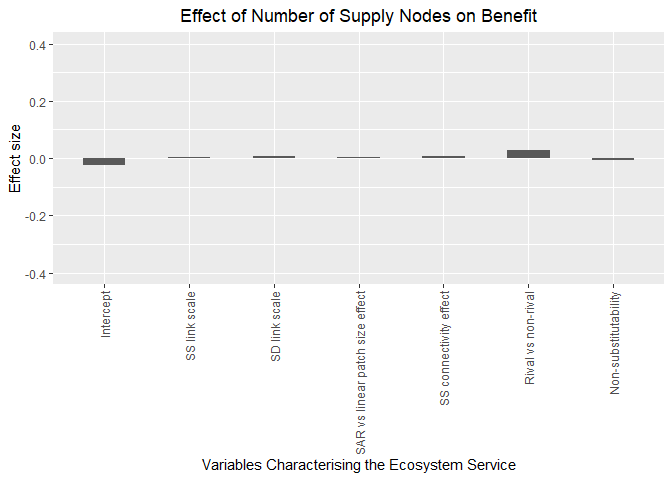 Effect of Number of Supply Nodes on Benefit
0.4
0.2
0.0
-0.2
-0.4
Effect size
Intercept
SS link scale
SD link scale
SAR vs linear patch size effect
SS connectivity effect
Rival vs non-rival
Non-substitutability
Variables Characterising the Ecosystem Service